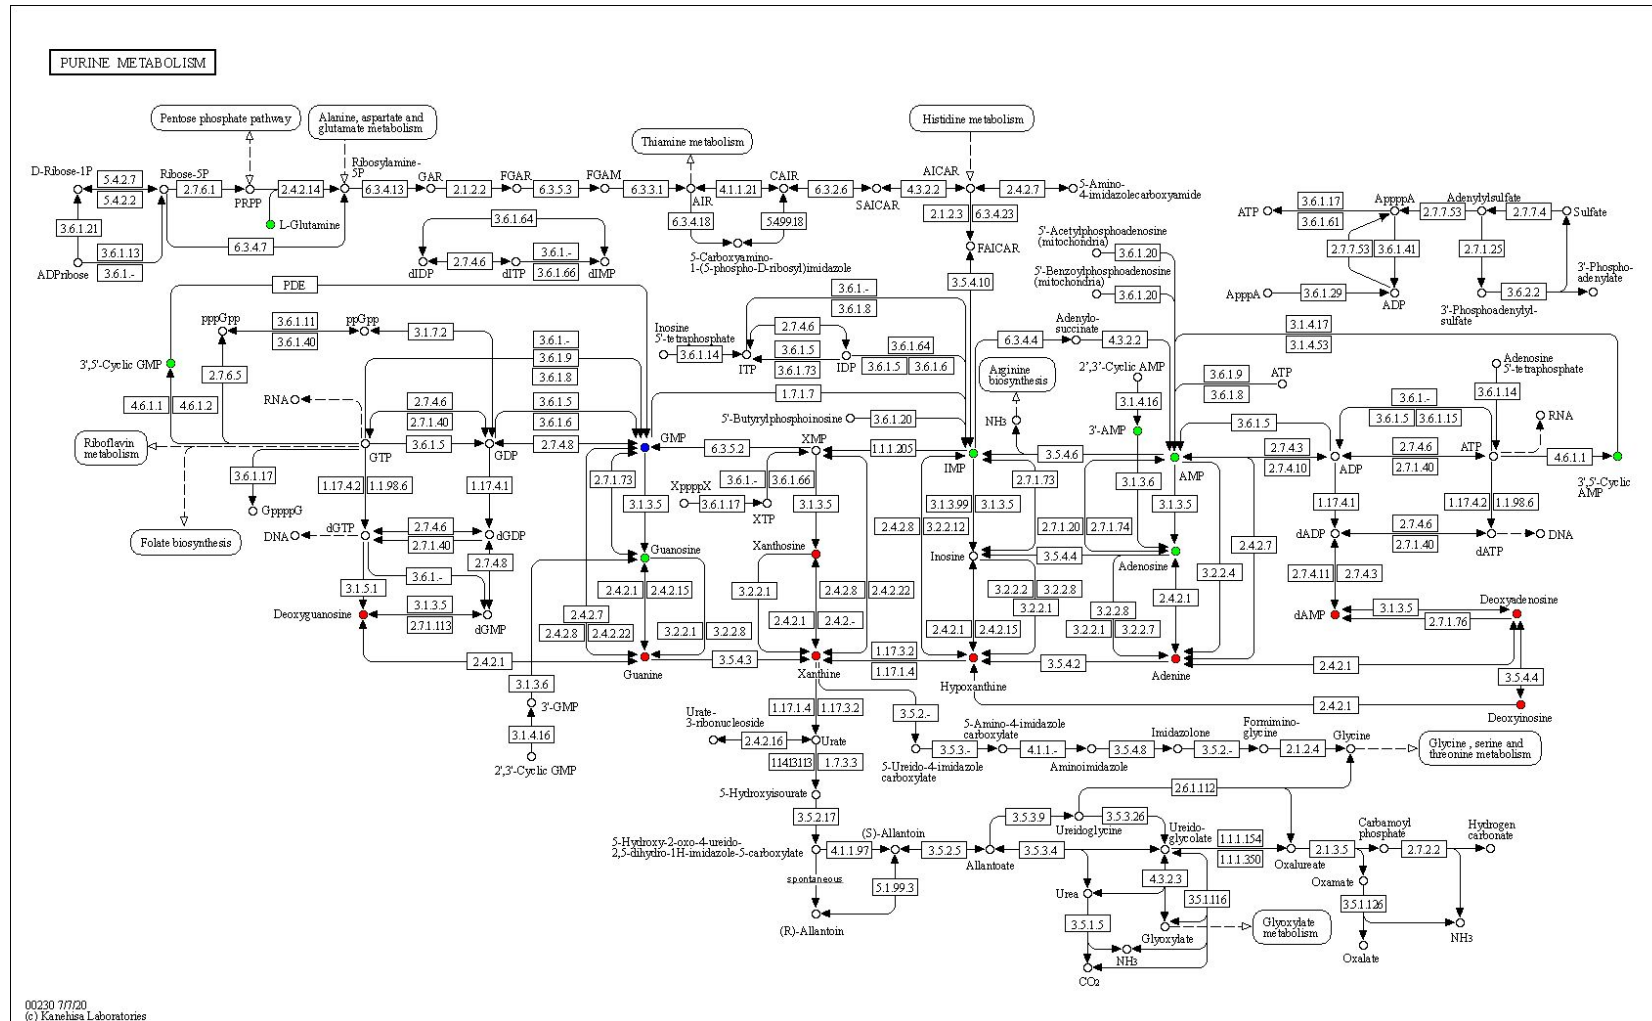 PURINE METABOLISM
Pentose phosphate pathway
Alanine, aspartate and
glutamate metabolism
Thiamine metabolism
Histidine metabolism
D-Ribose-1P
5.4.2.7
5.4.2.2
Ribose-5P
2.7.6.1
PRPP
2.4.2.14
Ribosylamine-
5P
6.3.4.13
GAR
2.1.2.2
FGAR
6.3.5.3
FGAM
6.3.3.1
AIR
4.1.1.21
CAIR
6.3.2.6
SAICAR
4.3.2.2
AICAR
2.4.2.7
5-Amino-
4-imidazolecarboxyamide
3.6.1.21
3.6.1.13
3.6.1.-
ADPribose
L-Glutamine
6.3.4.7
3.6.1.64
dIDP
2.7.4.6
dITP
3.6.1.-
3.6.1.66
dIMP
6.3.4.18
5.4.99.18
5-Carboxyamino-
1-(5-phospho-D-ribosyl)imidazole
2.1.2.3
6.3.4.23
FAICAR
3.5.4.10
5'-Acetylphosphoadenosine
(mitochondria)
3.6.1.20
5'-Benzoylphosphoadenosine
(mitochondria)
3.6.1.20
ATP
3.6.1.17
3.6.1.61
AppppA
2.7.7.53
Adenylylsulfate
2.7.7.4
Sulfate
2.7.7.53
3.6.1.41
2.7.1.25
ApppA
3.6.1.29
ADP
3'-Phosphoadenylyl-
sulfate
3.6.2.2
3'-Phospho-
adenylate
PDE
pppGpp
3.6.1.11
3.6.1.40
ppGpp
3.1.7.2
3',5'-Cyclic GMP
2.7.6.5
4.6.1.1
4.6.1.2
3.6.1.-
3.6.1.9
3.6.1.8
RNA
2.7.4.6
2.7.1.40
3.6.1.5
3.6.1.6
Riboflavin
metabolism
GTP
3.6.1.5
GDP
2.7.4.8
GMP
6.3.5.2
XMP
1.1.1.205
IMP
3.5.4.6
AMP
Inosine
5'-tetraphosphate
3.6.1.14
ITP
2.7.4.6
3.6.1.5
3.6.1.73
IDP
3.6.1.-
3.6.1.8
3.6.1.64
3.6.1.5
3.6.1.6
1.7.1.7
5'-Butyrylphosphoinosine
3.6.1.20
6.3.4.4
Adenylo-
succinate
4.3.2.2
Arginine
biosynthesis
NH3
2',3'-Cyclic AMP
3.1.4.16
3'-AMP
3.1.4.17
3.1.4.53
3.6.1.9
3.6.1.8
ATP
3.6.1.5
2.7.4.3
2.7.4.10
ADP
3.6.1.-
3.6.1.5
3.6.1.15
2.7.4.6
2.7.1.40
ATP
Adenosine
5'-tetraphosphate
3.6.1.14
RNA
4.6.1.1
3',5'-Cyclic
AMP
3.6.1.17
GppppG
1.17.4.2
1.1.98.6
1.17.4.1
DNA
dGTP
2.7.4.6
2.7.1.40
dGDP
2.7.4.8
Folate biosynthesis
3.6.1.-
3.1.5.1
Deoxyguanosine
3.1.3.5
2.7.1.113
dGMP
2.7.1.73
3.1.3.5
Guanosine
XppppX
3.6.1.17
XTP
3.6.1.-
3.6.1.66
3.1.3.5
Xanthosine
3.1.3.99
3.1.3.5
2.7.1.73
2.4.2.8
3.2.2.12
Inosine
3.5.4.4
2.7.1.20
2.7.1.74
3.1.3.6
3.1.3.5
Adenosine
2.4.2.7
3.2.2.4
1.17.4.1
1.17.4.2
1.1.98.6
dADP
2.7.4.6
2.7.1.40
dATP
DNA
2.7.4.11
2.7.4.3
dAMP
3.1.3.5
2.7.1.76
Deoxyadenosine
2.4.2.1
2.4.2.15
2.4.2.7
2.4.2.8
2.4.2.22
3.2.2.1
3.2.2.8
3.2.2.1
2.4.2.8
2.4.2.22
2.4.2.1
2.4.2.-
3.2.2.2
3.2.2.8
3.2.2.1
2.4.2.1
2.4.2.15
3.2.2.8
3.2.2.1
3.2.2.7
2.4.2.1
2.4.2.1
Guanine
3.5.4.3
Xanthine
1.17.3.2
1.17.1.4
Hypoxanthine
3.5.4.2
Adenine
2.4.2.1
3.5.4.4
2.4.2.1
Deoxyinosine
3.1.3.6
3'-GMP
3.1.4.16
2',3'-Cyclic GMP
Urate-
3-ribonucleoside
2.4.2.16
1.17.1.4
1.17.3.2
Urate
1.14.13.113
1.7.3.3
5-Hydroxyisourate
3.5.2.17
3.5.2.-
5-Ureido-4-imidazole
carboxylate
3.5.3.-
5-Amino-4-imidazole
carboxylate
4.1.1.-
Aminoimidazole
3.5.4.8
Imidazolone
3.5.2.-
Formimino-
glycine
2.1.2.4
Glycine
Glycine , serine and
threonine metabolism
2.6.1.112
5-Hydroxy-2-oxo-4-ureido-
2,5-dihydro-1H-imidazole-5-carboxylate
4.1.1.97
(S)-Allantoin
3.5.2.5
Allantoate
3.5.3.9
Ureidoglycine
3.5.3.26
3.5.3.4
Ureido-
glycolate
1.1.1.154
1.1.1.350
Oxalureate
2.1.3.5
Carbamoyl
phosphate
2.7.2.2
Hydrogen
carbonate
spontaneous
5.1.99.3
(R)-Allantoin
Urea
3.5.1.5
4.3.2.3
3.5.1.116
Glyoxylate
Glyoxylate
metabolism
NH3
CO2
Oxamate
3.5.1.126
Oxalate
NH3
00230 7/7/20
(c) Kanehisa Laboratories